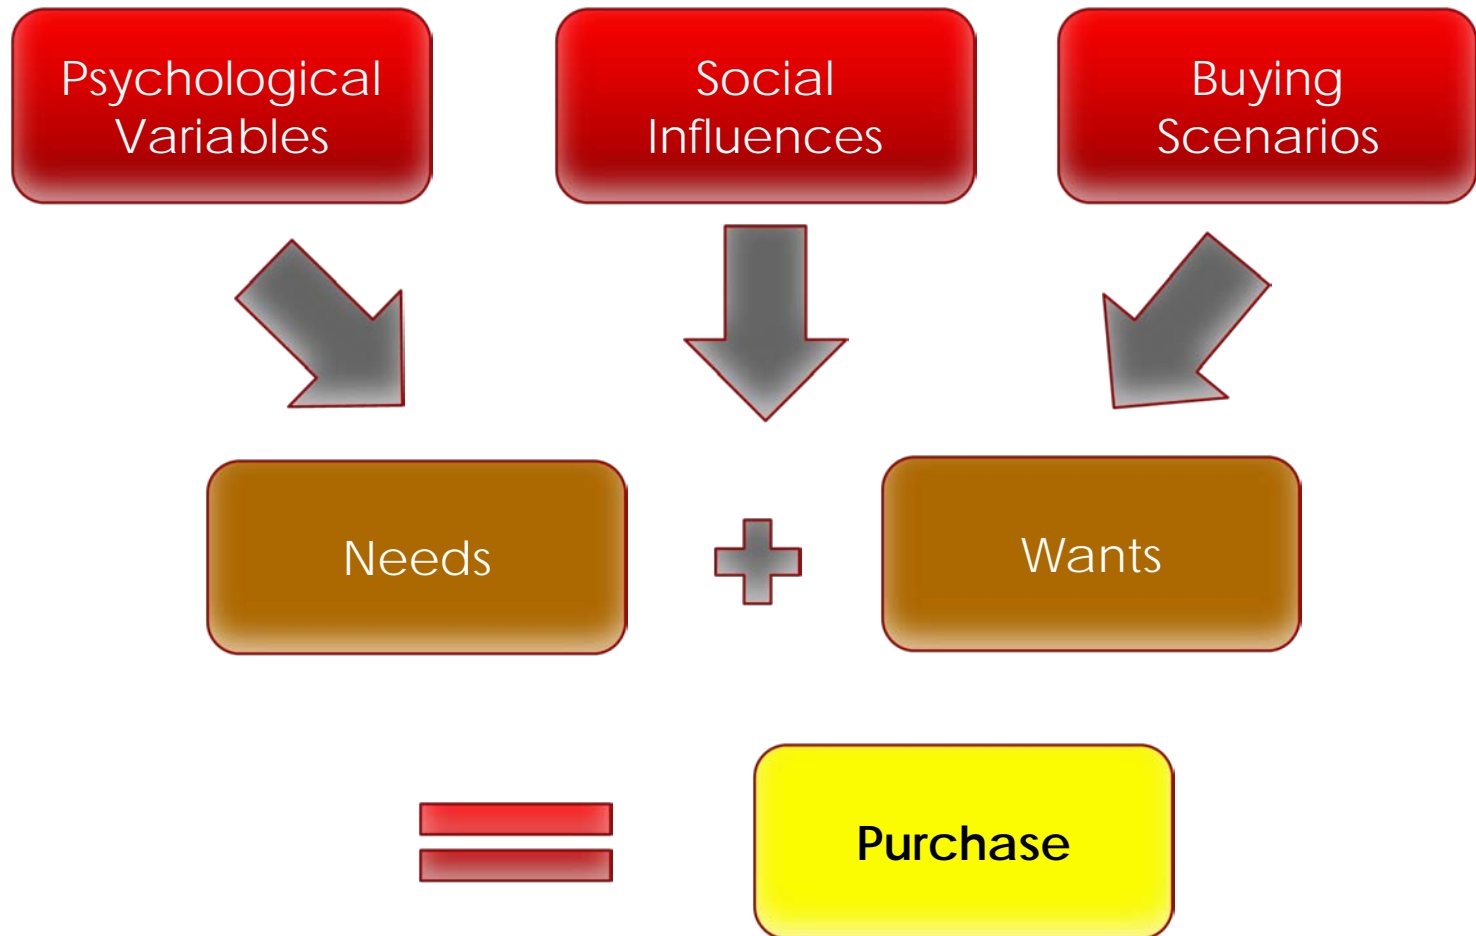 Psychological
Variables
Social
Influences
Buying
Scenarios
Needs
Wants
Purchase